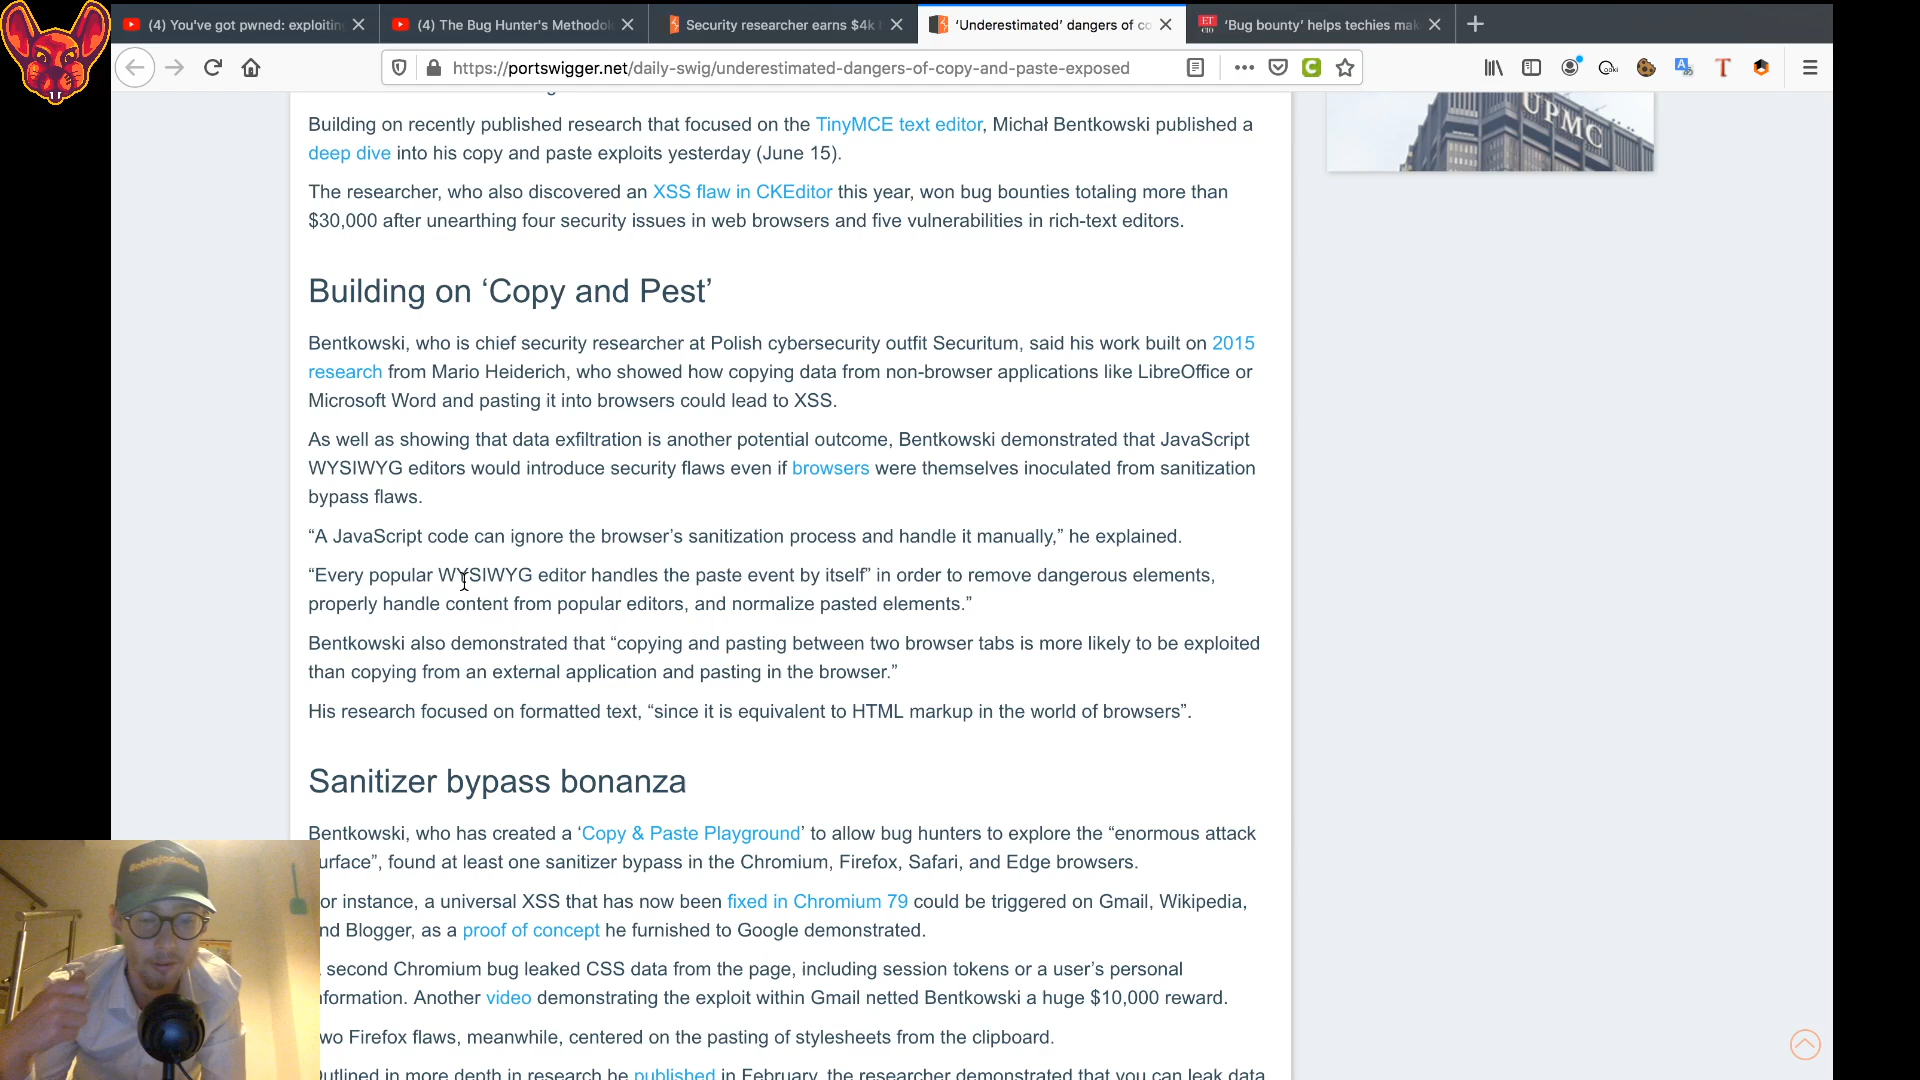 (4) You've got pwned: exploiting
(4) The Bug Hunter's Methodol
Security researcher earns $4k
'Underestimated' dangers of co
'Bug bounty' helps techies mak
https://portswigger.net/daily-swig/underestimated-dangers-of-copy-and-paste-exposed
UPMC
Building on recently published research that focused on the TinyMCE text editor, Michał Bentkowski published a
deep dive into his copy and paste exploits yesterday (June 15).
The researcher, who also discovered an XSS flaw in CKEditor this year, won bug bounties totaling more than
$30,000 after unearthing four security issues in web browsers and five vulnerabilities in rich-text editors.
Building on ‘Copy and Pest’
Bentkowski, who is chief security researcher at Polish cybersecurity outfit Securitum, said his work built on 2015
research from Mario Heiderich, who showed how copying data from non-browser applications like LibreOffice or
Microsoft Word and pasting it into browsers could lead to XSS.
As well as showing that data exfiltration is another potential outcome, Bentkowski demonstrated that JavaScript
WYSIWYG editors would introduce security flaws even if browsers were themselves inoculated from sanitization
bypass flaws.
“A JavaScript code can ignore the browser’s sanitization process and handle it manually,” he explained.
“Every popular WYSIWYG editor handles the paste event by itself” in order to remove dangerous elements,
properly handle content from popular editors, and normalize pasted elements.”
Bentkowski also demonstrated that “copying and pasting between two browser tabs is more likely to be exploited
than copying from an external application and pasting in the browser.”
His research focused on formatted text, “since it is equivalent to HTML markup in the world of browsers”.
Sanitizer bypass bonanza
Bentkowski, who has created a ‘Copy & Paste Playground’ to allow bug hunters to explore the “enormous attack
urface”, found at least one sanitizer bypass in the Chromium, Firefox, Safari, and Edge browsers.
or instance, a universal XSS that has now been fixed in Chromium 79 could be triggered on Gmail, Wikipedia,
nd Blogger, as a proof of concept he furnished to Google demonstrated.
second Chromium bug leaked CSS data from the page, including session tokens or a user’s personal
nformation. Another video demonstrating the exploit within Gmail netted Bentkowski a huge $10,000 reward.
wo Firefox flaws, meanwhile, centered on the pasting of stylesheets from the clipboard.
utlined in more depth in research he published in February, the researcher demonstrated that you can leak data